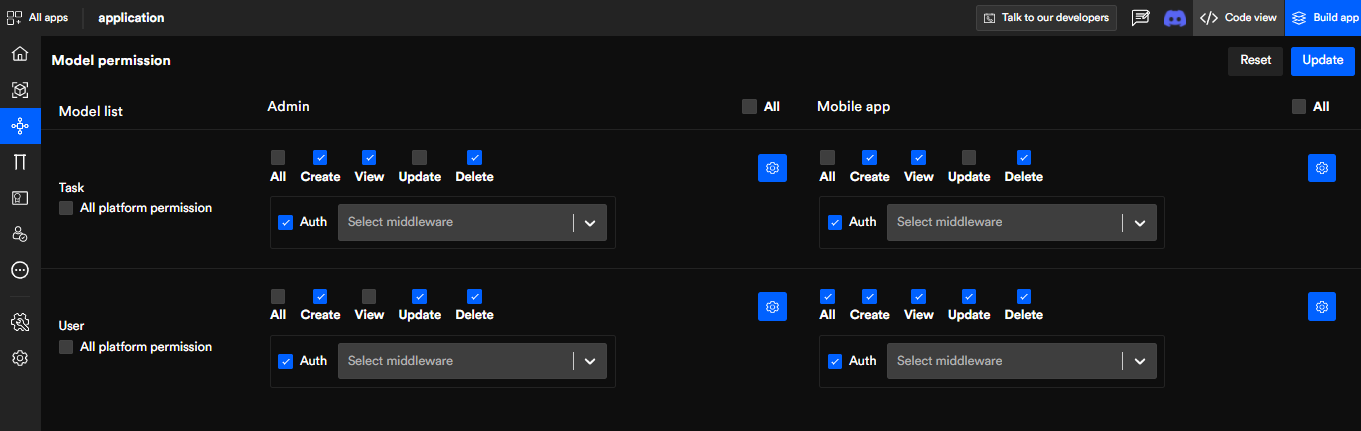 All apps application Talk to our developers Code view Build app
Model permission Reset Update
Model list Admin All Mobile app All
All Create View Update Delete All Create View Update Delete
Task
All platform permission
Auth Select middleware Auth Select middleware
All Create View Update Delete All Create View Update Delete
User
All platform permission
Auth Select middleware Auth Select middleware